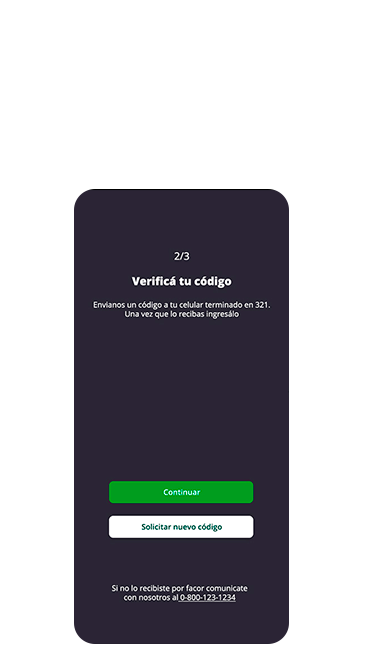 2/3
Verificá tu código
Envianos un código a tu celular terminado en 321.
Una vez que lo recibas ingresálo
Continuar
Solicitar nuevo código
Si no lo recibiste por facor comunicate
con nosotros al 0-800-123-1234